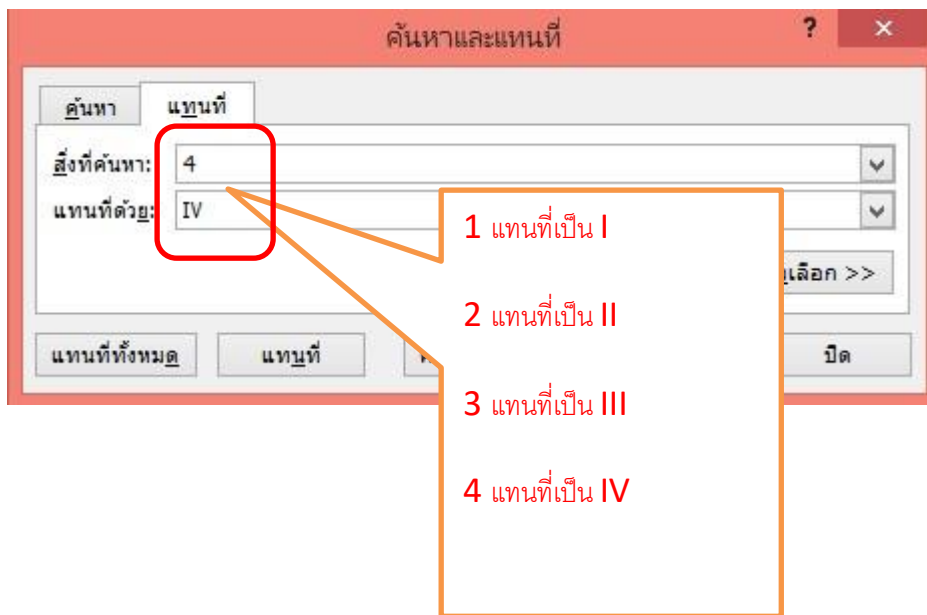 ค้นหาและแทนที่ ?
ค้นหา แทนที่
สิ่งที่ค้นหา: 4
แทนที่ด้วย: IV
1 แทนที่เป็น I
2 แทนที่เป็น II
3 แทนที่เป็น III
4 แทนที่เป็น IV
เลือก >>
แทนที่ทั้งหมด แทนที่ ปิด